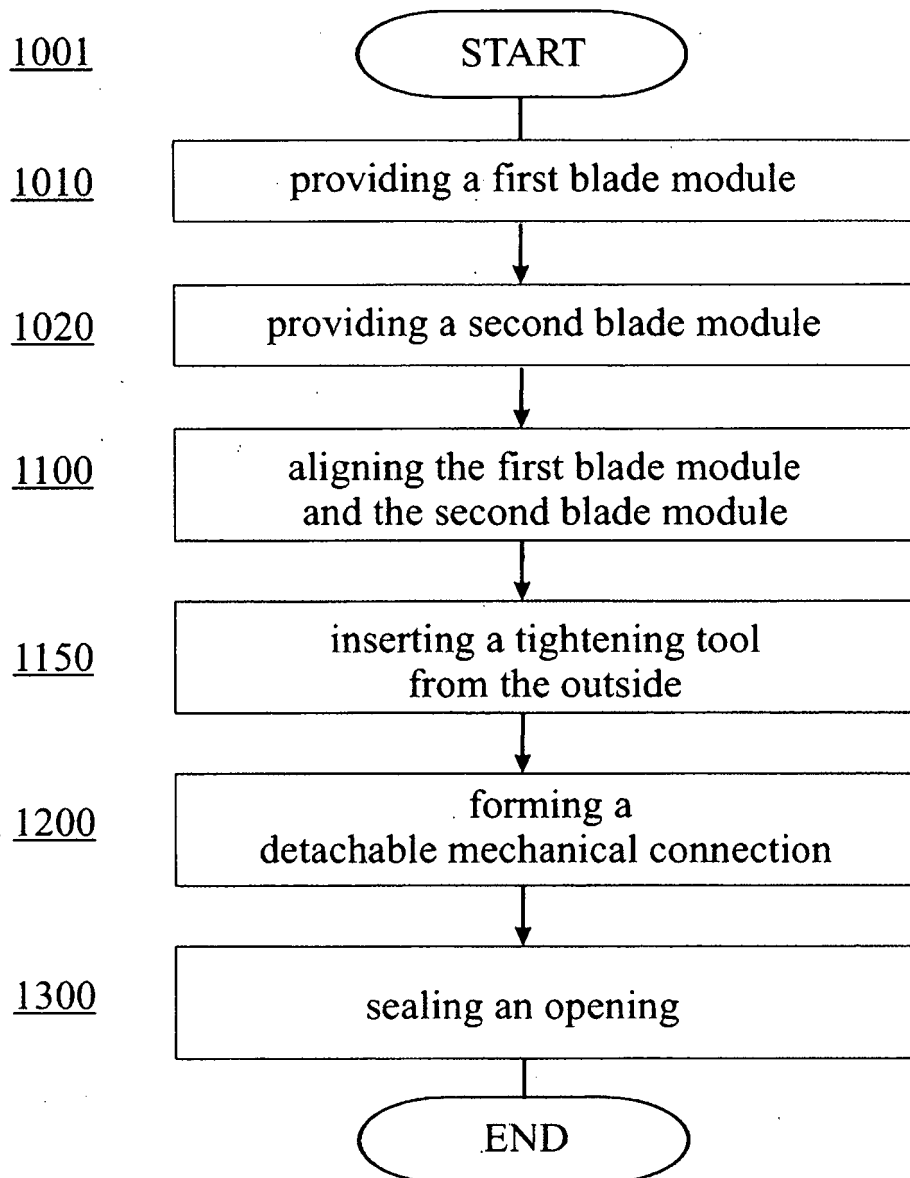 1001
START
1010
providing a first blade module
1020
providing a second blade module
1100
aligning the first blade module
and the second blade module
1150
inserting a tightening tool
from the outside
1200
forming a
detachable mechanical connection
1300
sealing an opening
END